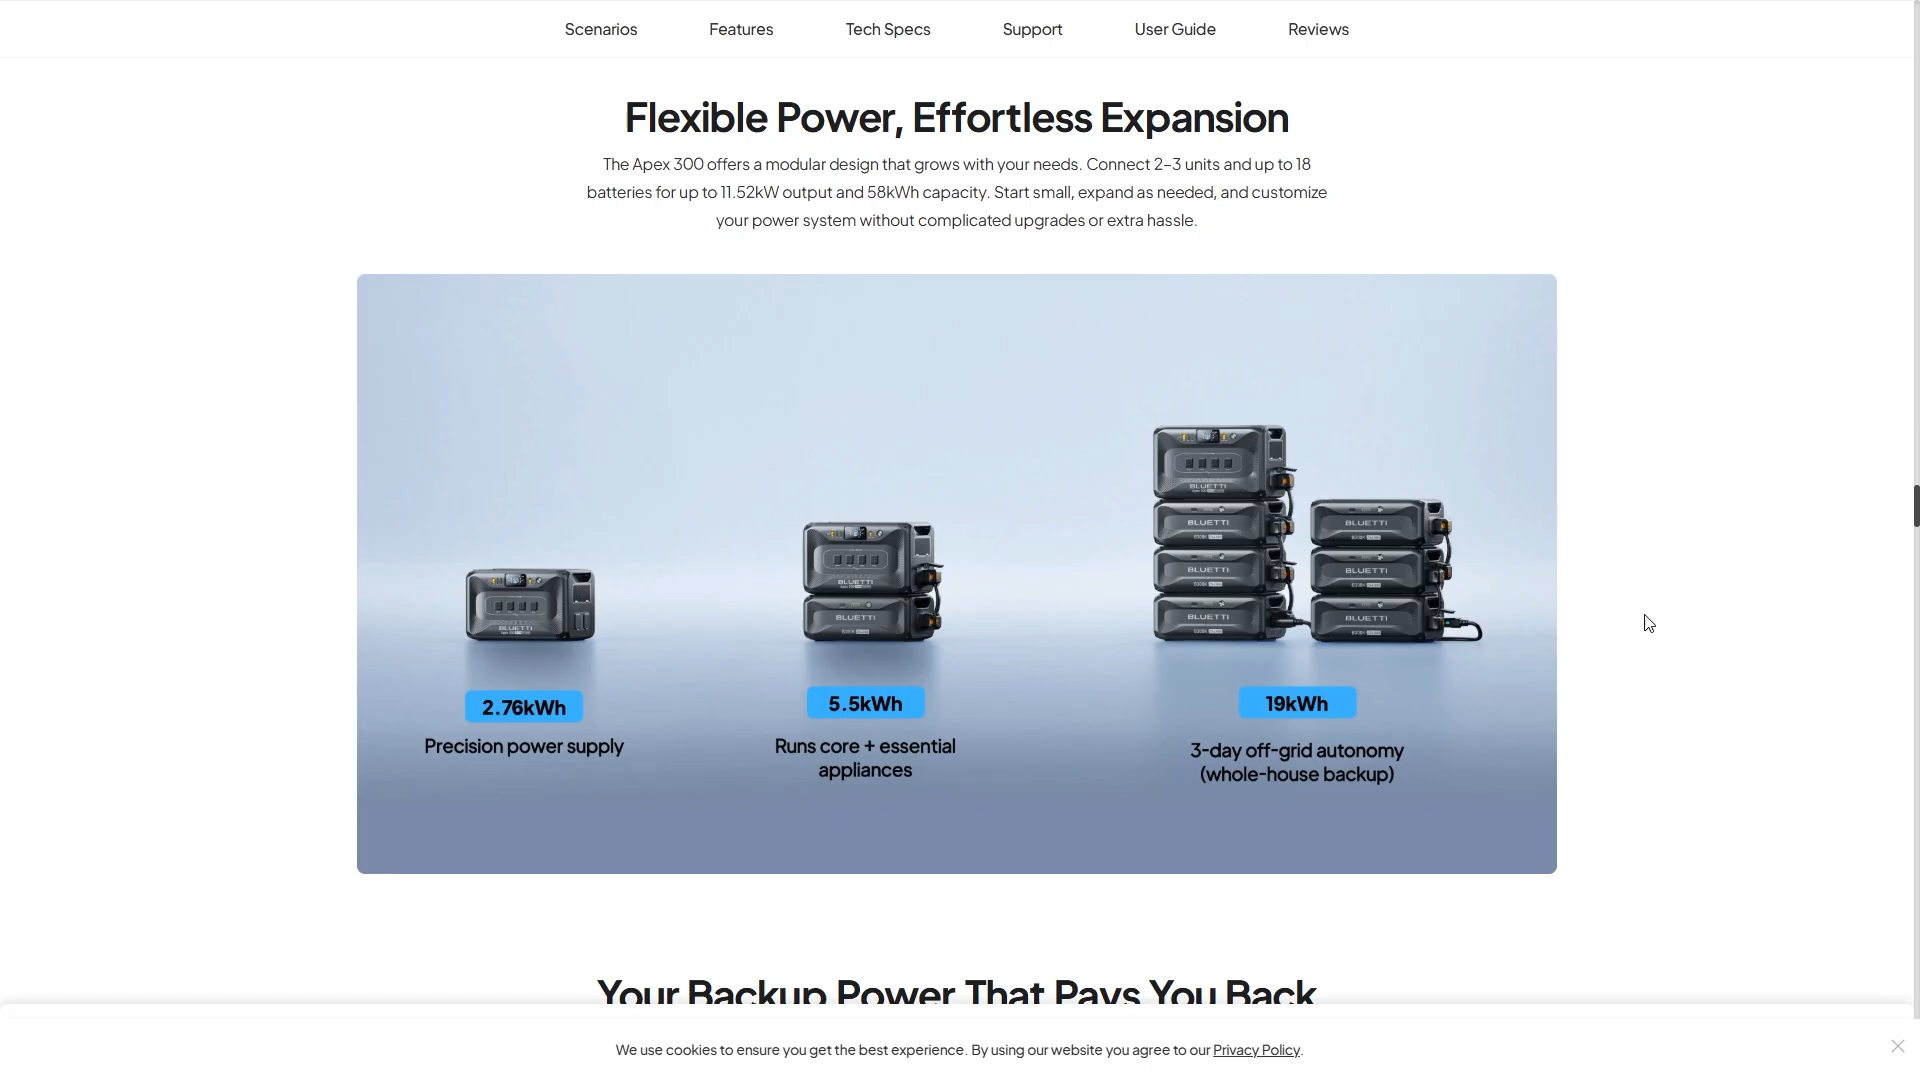 Scenarios
Features
Tech Specs
Support
User Guide
Reviews
Flexible Power, Effortless Expansion
The Apex 300 offers a modular design that grows with your needs. Connect 2–3 units and up to 18
batteries for up to 11.52kW output and 58kWh capacity. Start small, expand as needed, and customize
your power system without complicated upgrades or extra hassle.
BLUETTI
BLUETTI
BLUETTI
BLUETTI
BLUETTI
BLUETTI
BLUETTI
BLUETTI
BLUETTI
BLUETTI
2.76kWh
Precision power supply
5.5kWh
Runs core + essential
appliances
19kWh
3-day off-grid autonomy
(whole-house backup)
Your Backup Power That Pays You Back
We use cookies to ensure you get the best experience. By using our website you agree to our Privacy Policy.